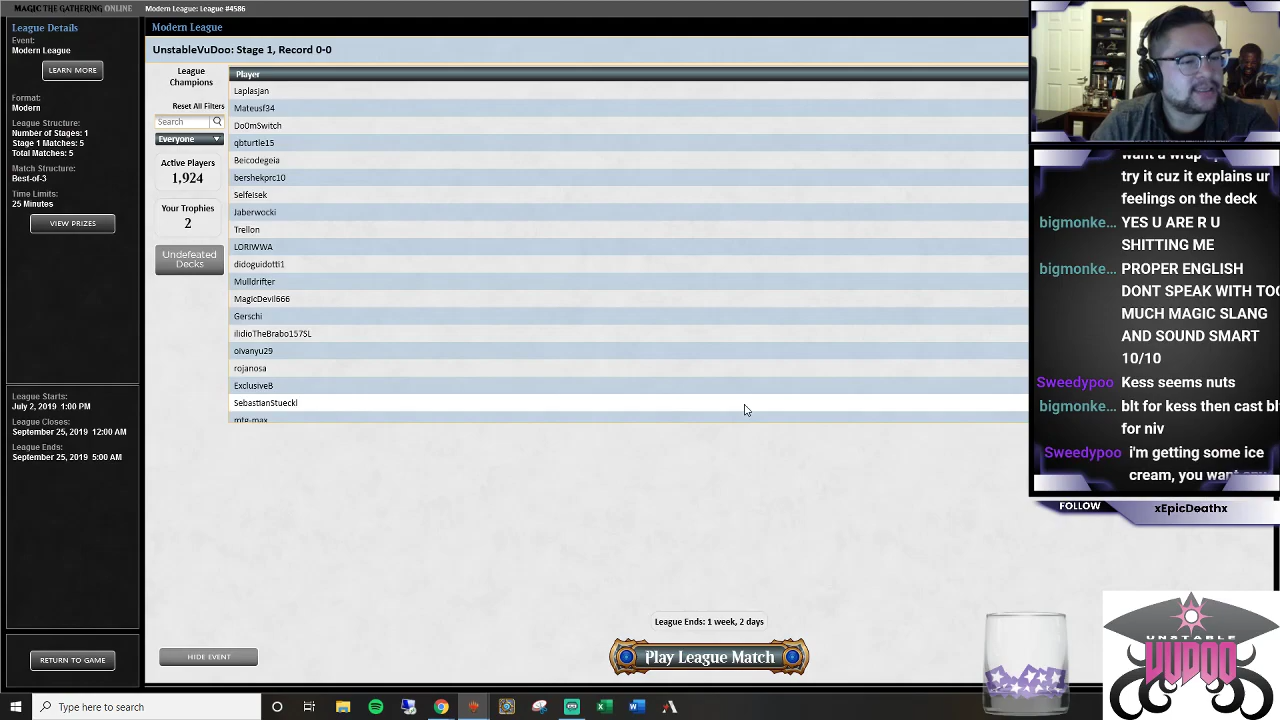 MAGIC THE GATHERING ONLINE
Modern League: League #4586
League Details
Event:
Modern League
LEARN MORE
Format:
Modern
League Structure:
Number of Stages: 1
Stage 1 Matches: 5
Total Matches: 5
Match Structure:
Best-of-3
Time Limits:
25 Minutes
VIEW PRIZES
League Starts:
July 2, 2019 1:00 PM
League Closes:
September 25, 2019 12:00 AM
League Ends:
September 25, 2019 5:00 AM
RETURN TO GAME
Modern League
UnstableVuDoo: Stage 1, Record 0-0
League
Champions
Reset All Filters
Search
Everyone
Active Players
1,924
Your Trophies
2
Undefeated
Decks
Player
LaplasJan
Mateusf34
Do0mSwitch
qbturtle15
Beicodegeia
bershekprc10
Selfeisek
Jaberwocki
Trellon
LORIWWA
didoguidotti1
Mulldrifter
MagicDevil666
Gerschi
ilidioTheBrabo157SL
oivanyu29
rojanosa
ExclusiveB
SebastianStueckl
mtg-max
League Ends: 1 week, 2 days
Play League Match
HIDE EVENT
try it cuz it explains ur
feelings on the deck
bigmonke... YES U ARE R U
SHITTING ME
bigmonke... PROPER ENGLISH
DONT SPEAK WITH TOO
MUCH MAGIC SLANG
AND SOUND SMART
10/10
Sweedypoo Kess seems nuts
bigmonke... blt for kess then cast bl
for niv
Sweedypoo i'm getting some ice
cream, you want
FOLLOW
xEpicDeathx
UNSTABLE
VUDOO
Type here to search